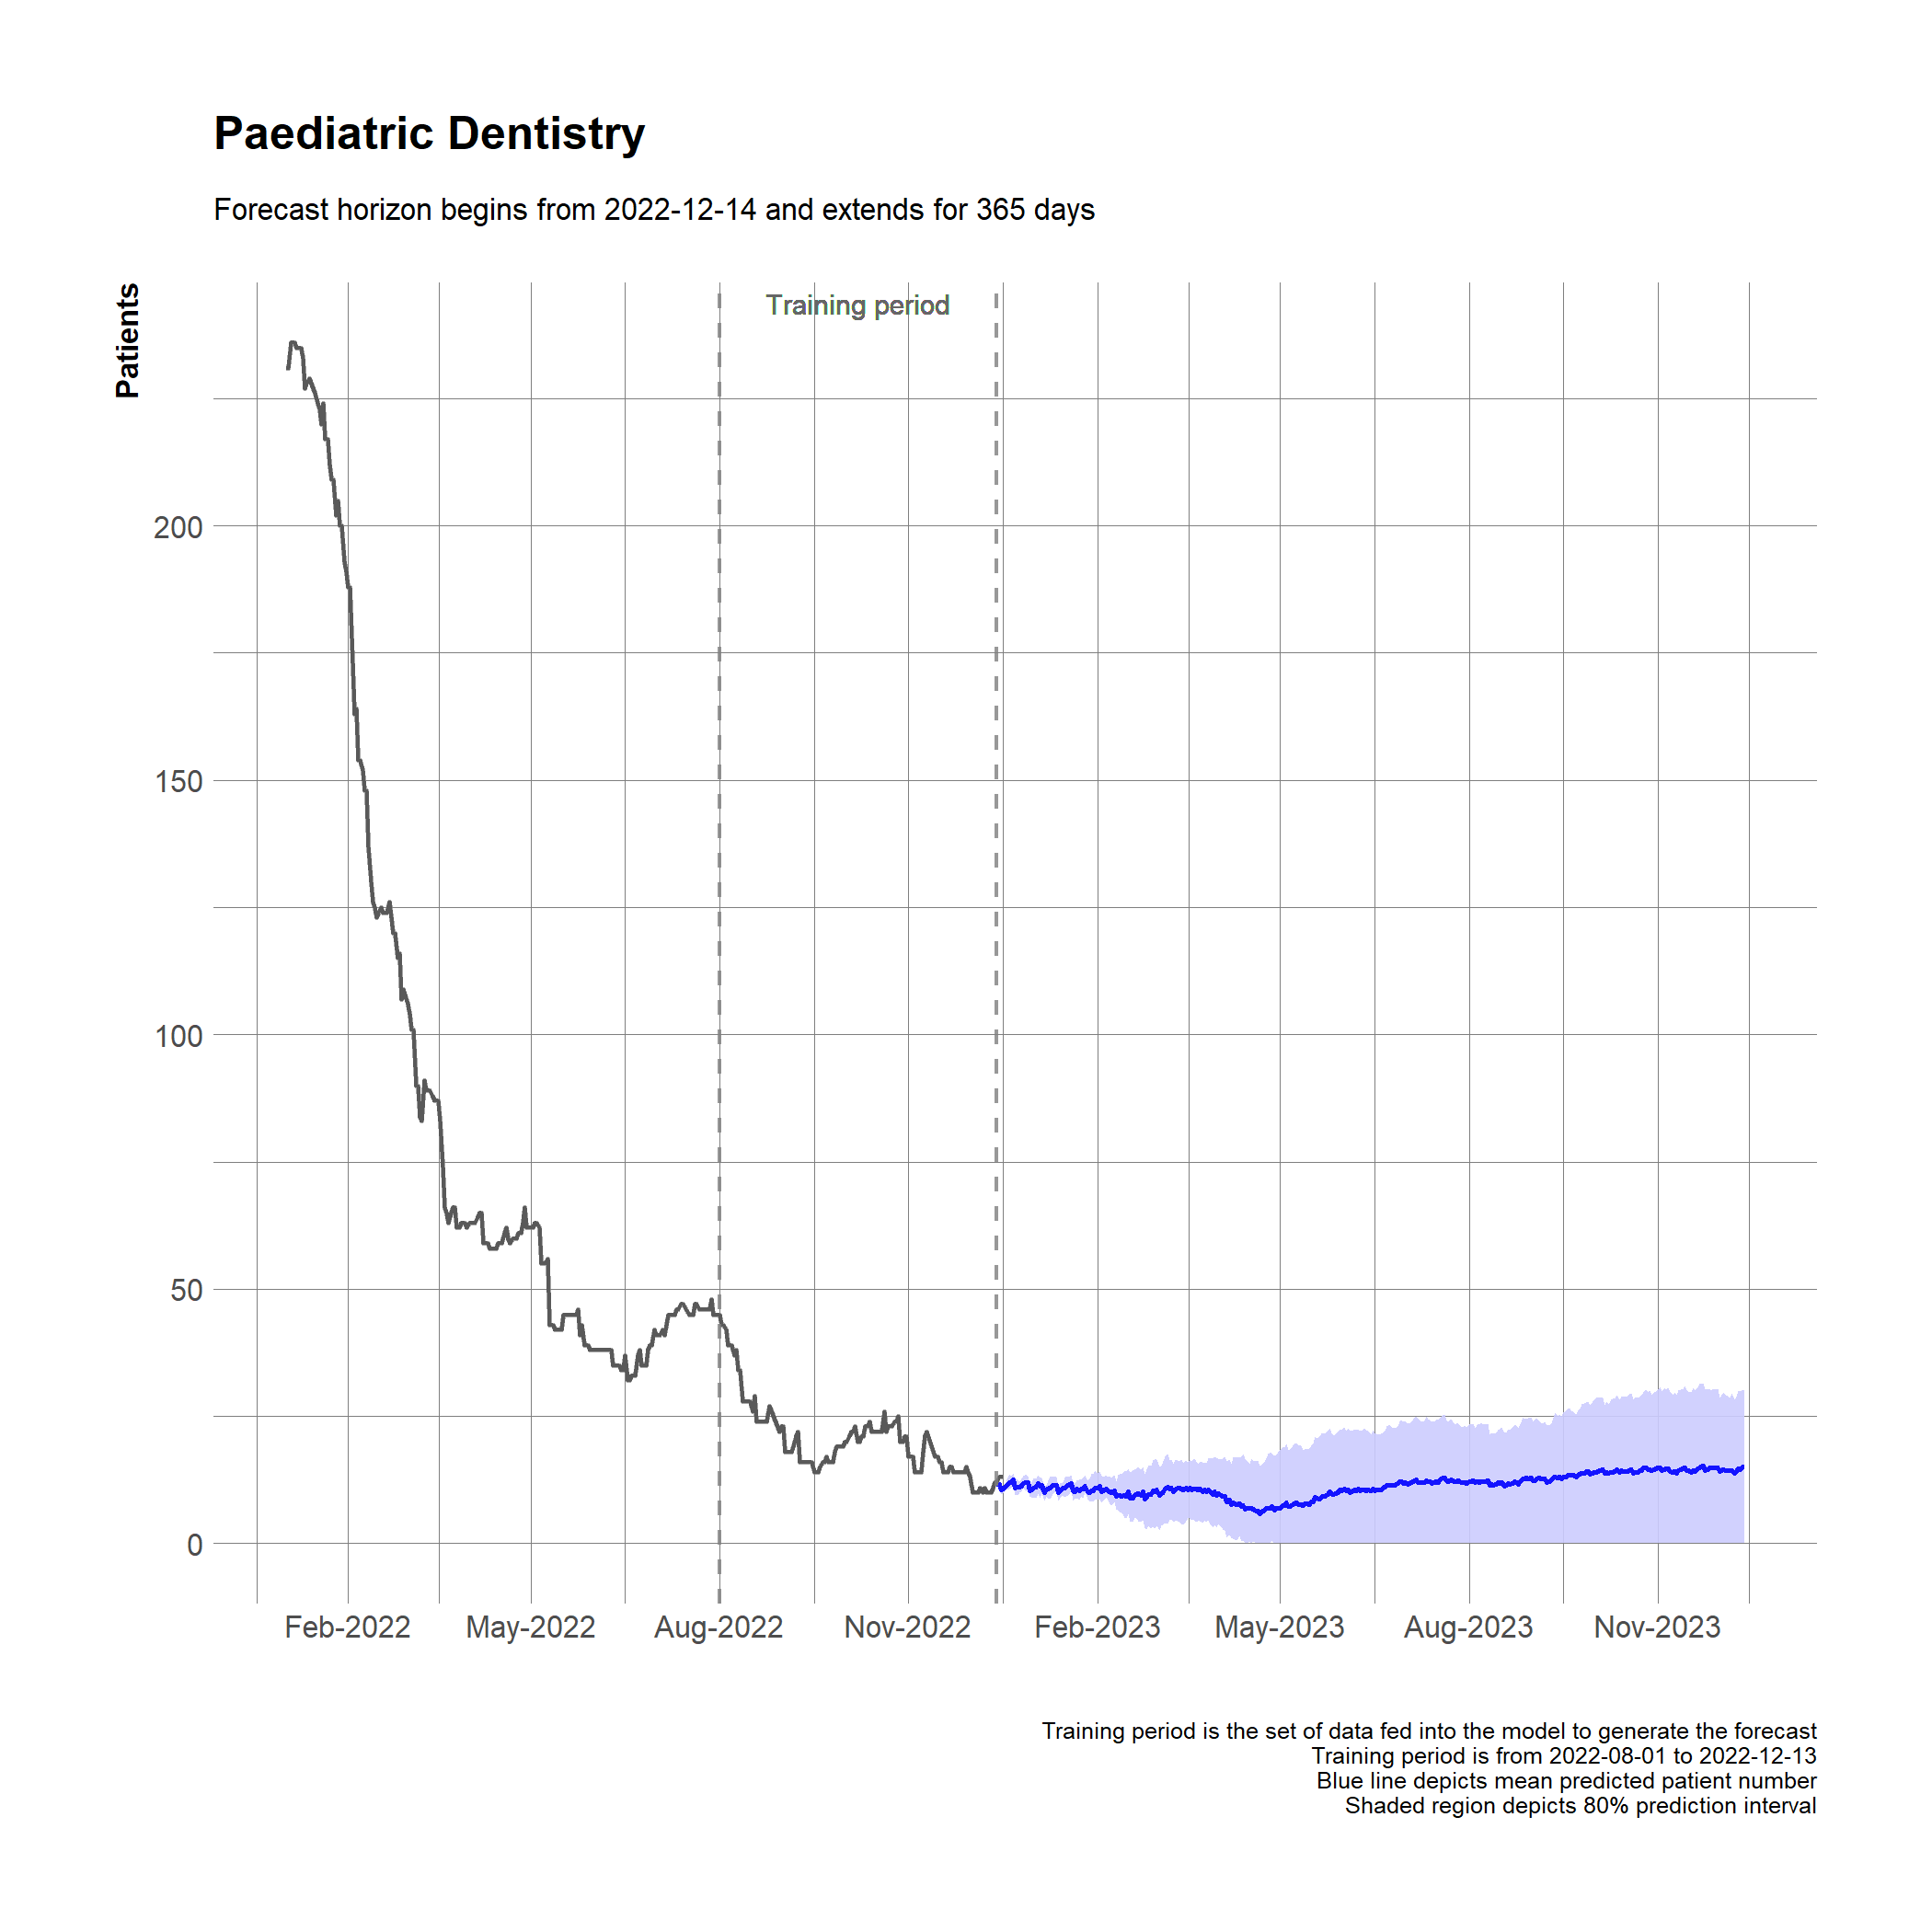 Paediatric Dentistry
Forecast horizon begins from 2022-12-14 and extends for 365 days
Patients
Training period
200
150
100
50
0
Feb-2022
May-2022
Aug-2022
Nov-2022
Feb-2023
May-2023
Aug-2023
Nov-2023
Training period is the set of data fed into the model to generate the forecast
Training period is from 2022-08-01 to 2022-12-13
Blue line depicts mean predicted patient number
Shaded region depicts 80% prediction interval